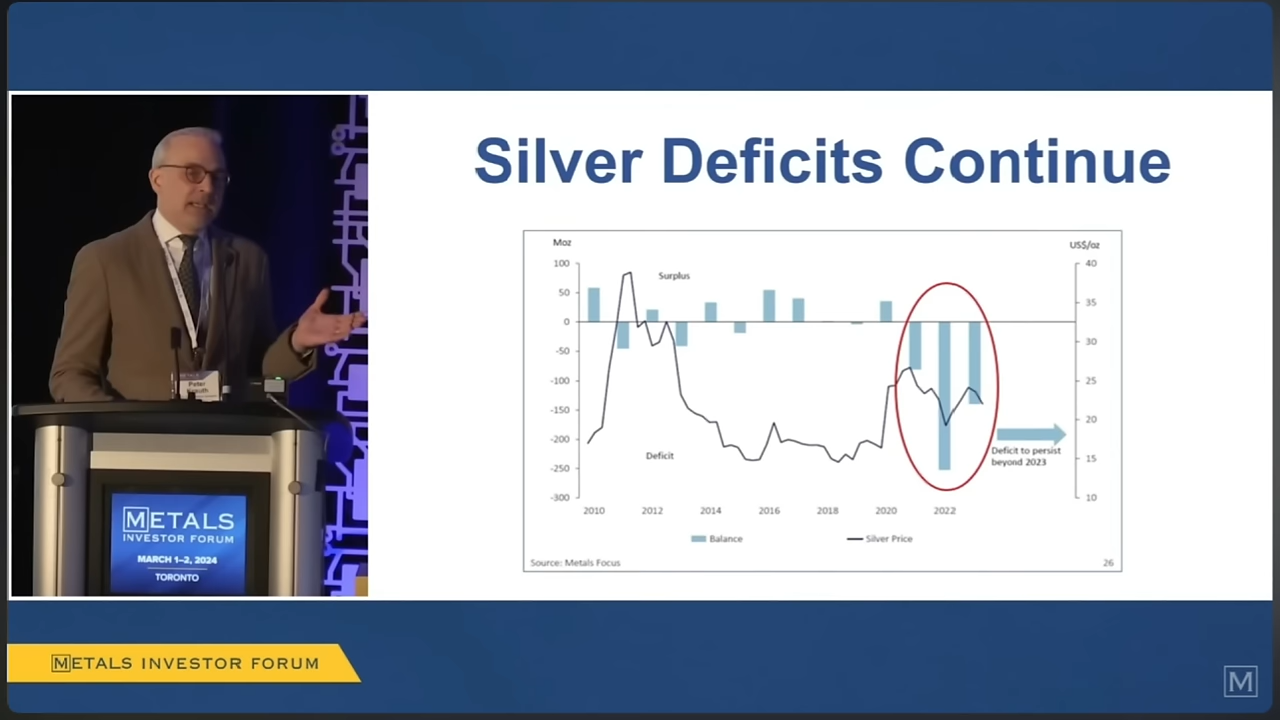 Silver Deficits Continue
Moz
US$/oz
100
50
0
-50
-100
-150
-200
-250
-300
40
35
30
25
20
15
10
Surplus
Deficit
Deficit to persist
beyond 2023
2010 2012 2014 2016 2018 2020 2022
Balance
Silver Price
Source: Metals Focus
26
Peter
METALS
INVESTOR FORUM
MARCH 1–2, 2024
TORONTO
METALS INVESTOR FORUM
M